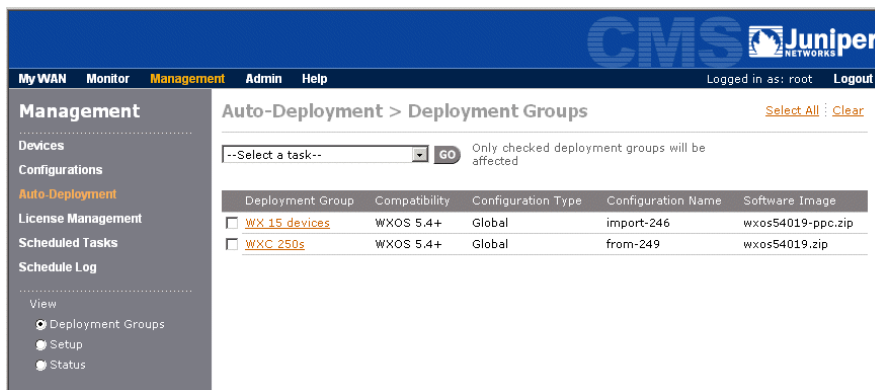 CMS
Juniper
NETWORKS
My WAN Monitor Management Admin Help Logged in as: root Logout
Management
Devices
Configurations
Auto-Deployment
License Management
Scheduled Tasks
Schedule Log
View
Deployment Groups
Setup
Status
Auto-Deployment > Deployment Groups
Select All Clear
--Select a task-- GO
Only checked deployment groups will be
affected
Deployment Group Compatibility Configuration Type Configuration Name Software Image
WX 15 devices WXOS 5.4+ Global import-246 wxos54019-ppc.zip
WXC 250s WXOS 5.4+ Global from-249 wxos54019.zip